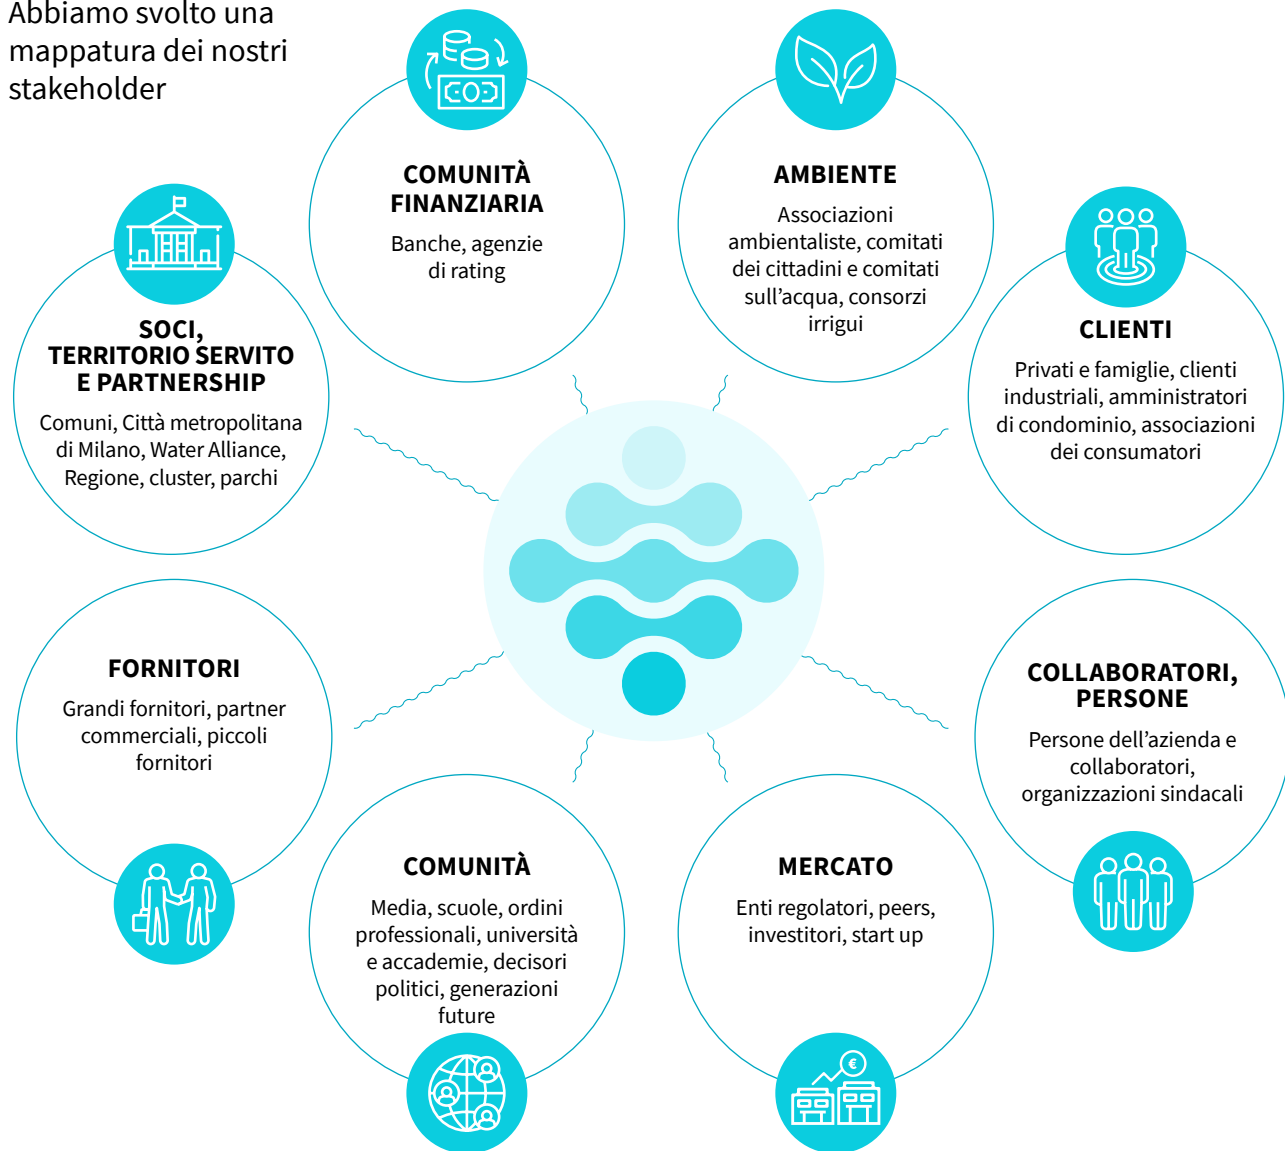 Abbiamo svolto una
mappatura dei nostri
stakeholder
COMUNITÀ
FINANZIARIA
Banche, agenzie
di rating
AMBIENTE
Associazioni
ambientaliste, comitati
dei cittadini e comitati
sull’acqua, consorzi
irrigui
SOCI,
TERRITORIO SERVITO
E PARTNERSHIP
Comuni, Città metropolitana
di Milano, Water Alliance,
Regione, cluster, parchi
CLIENTI
Privati e famiglie, clienti
industriali, amministratori
di condominio, associazioni
dei consumatori
FORNITORI
Grandi fornitori, partner
commerciali, piccoli
fornitori
COLLABORATORI,
PERSONE
Persone dell’azienda e
collaboratori,
organizzazioni sindacali
COMUNITÀ
Media, scuole, ordini
professionali, università
e accademie, decisori
politici, generazioni
future
MERCATO
Enti regolatori, peers,
investitori, start up
€